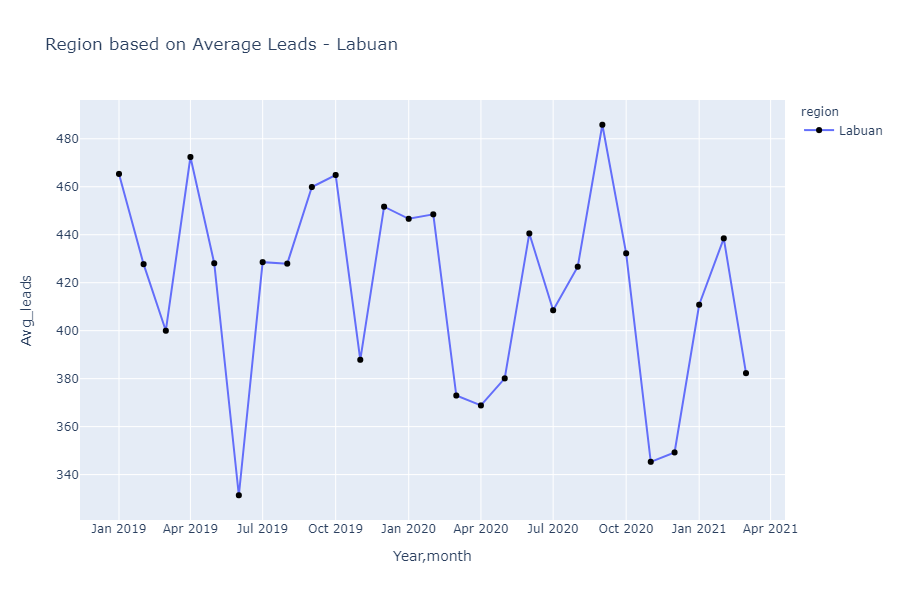 Region based on Average Leads - Labuan
region
Labuan
480
460
440
420
400
380
360
340
Avg_leads
Jan 2019 Apr 2019 Jul 2019 Oct 2019 Jan 2020 Apr 2020 Jul 2020 Oct 2020 Jan 2021 Apr 2021
Year,month